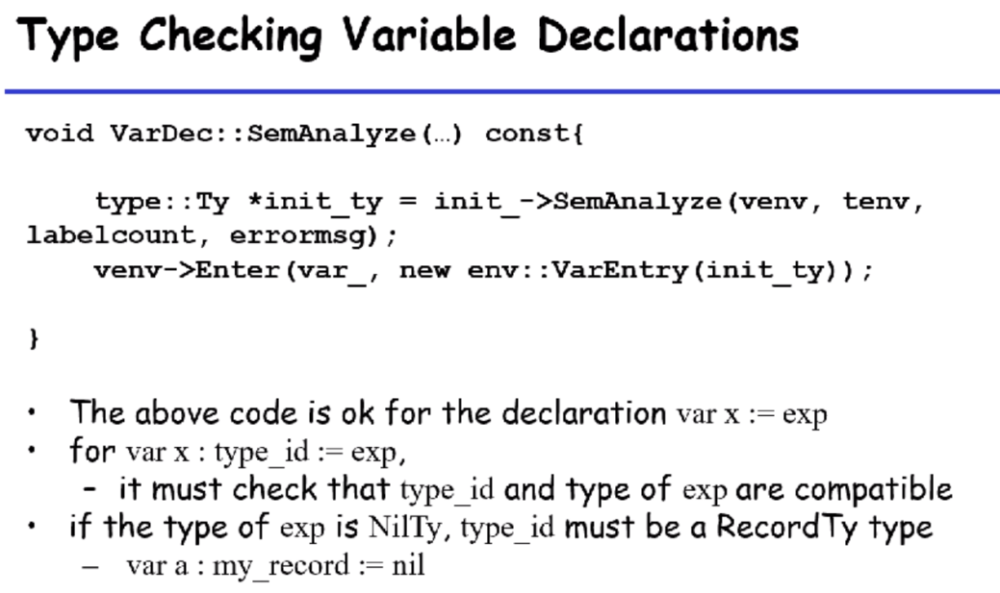 Type Checking Variable Declarations
void VarDec::SemAnalyze(…) const{
type::Ty *init_ty = init_->SemAnalyze(venv, tenv,
labelcount, errormsg);
venv->Enter(var_, new env::VarEntry(init_ty));
}
• The above code is ok for the declaration var x := exp
• for var x : type_id := exp,
– it must check that type_id and type of exp are compatible
• if the type of exp is NilTy, type_id must be a RecordTy type
– var a : my_record := nil